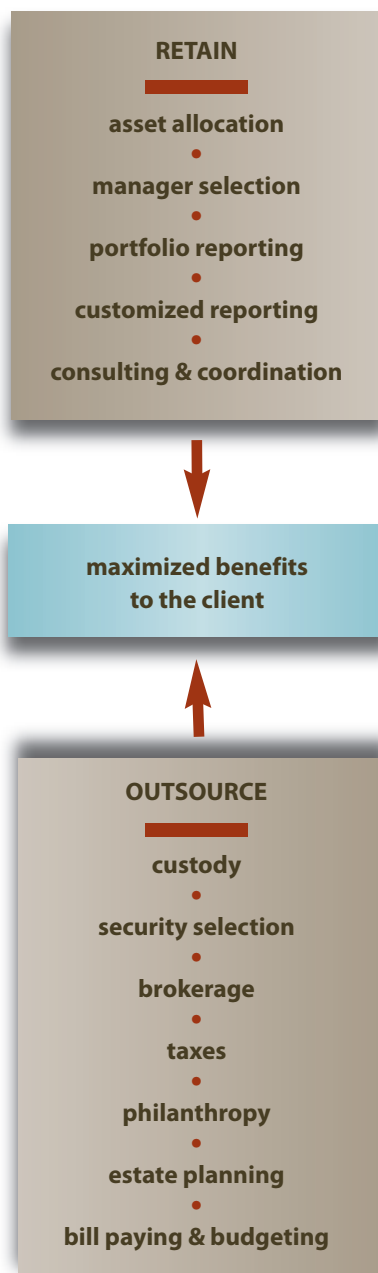 RETAIN
asset allocation
•
manager selection
•
portfolio reporting
•
customized reporting
•
consulting & coordination
maximized benefits
to the client
OUTSOURCE
custody
•
security selection
•
brokerage
•
taxes
•
philanthropy
•
estate planning
•
bill paying & budgeting